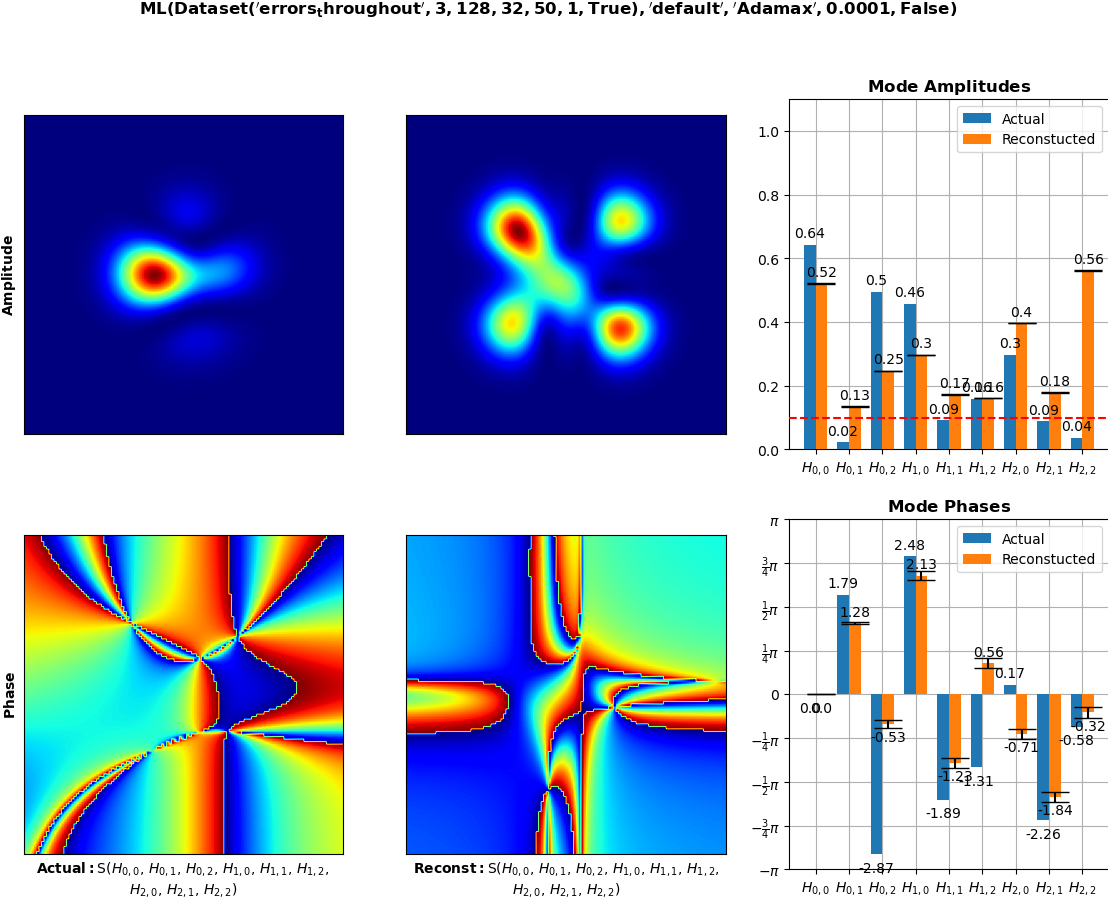 ML(Dataset('errors_throughout', 3, 128, 32, 50, 1, True), 'default', 'Adamax', 0.0001, False)
Amplitude
Mode Amplitudes
Actual
Reconstucted
1.0
0.8
0.6
0.4
0.2
0.0
0.64
0.52
0.02
0.13
0.5
0.25
0.46
0.3
0.09
0.17
0.16
0.16
0.3
0.4
0.09
0.18
0.04
0.56
H0,0 H0,1 H0,2 H1,0 H1,1 H1,2 H2,0 H2,1 H2,2
Phase
Actual: S(H0,0, H0,1, H0,2, H1,0, H1,1, H1,2,
H2,0, H2,1, H2,2)
Reconst: S(H0,0, H0,1, H0,2, H1,0, H1,1, H1,2,
H2,0, H2,1, H2,2)
Mode Phases
Actual
Reconstucted
π
3/4π
1/2π
1/4π
0
−1/4π
−1/2π
−3/4π
−π
0.0
0.0
1.79
1.28
-2.87
-0.53
2.48
2.13
-1.89
-1.23
-1.31
0.56
0.17
-0.71
-2.26
-1.84
-0.58
-0.32
H0,0 H0,1 H0,2 H1,0 H1,1 H1,2 H2,0 H2,1 H2,2